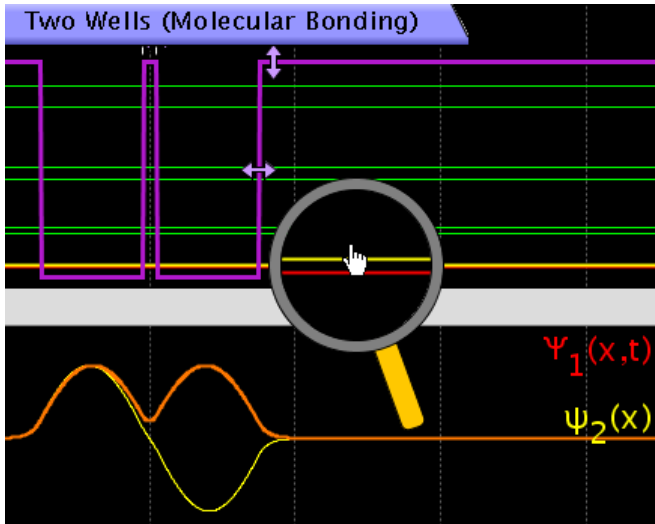 Two Wells (Molecular Bonding)
Ψ₁(x,t)
ψ₂(x)